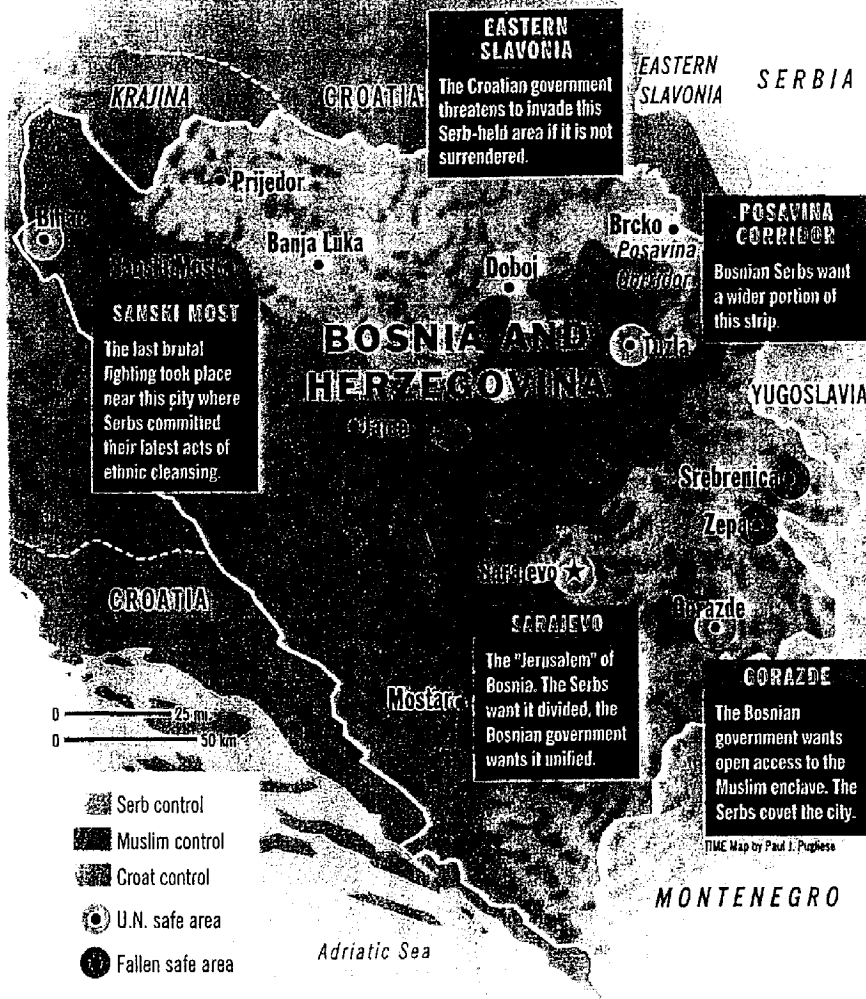 EASTERN
SLAVONIA
The Croatian government
threatens to invade this
Serb-held area if it is not
surrendered.
KRAJINA
CROATIA
EASTERN
SLAVONIA
SERBIA
Prijedor
Bihac
Banja Luka
Brcko
Posavina
Corridor
Doboj
POSAVINA
CORRIDOR
Bosnian Serbs want
a wider portion of
this strip.
Sanski Most
SANSKI MOST
The last brutal
fighting took place
near this city where
Serbs committed
their latest acts of
ethnic cleansing.
BOSNIA AND
HERZEGOVINA
Tuzla
YUGOSLAVIA
Jajce
Srebrenica
Zepa
Sarajevo
CROATIA
Gorazde
SARAJEVO
The "Jerusalem" of
Bosnia. The Serbs
want it divided, the
Bosnian government
wants it unified.
Mostar
GORAZDE
The Bosnian
government wants
open access to the
Muslim enclave. The
Serbs covet the city.
0 25 mi.
0 50 km
TIME Map by Paul J. Pugliese
Serb control
Muslim control
Croat control
U.N. safe area
Fallen safe area
Adriatic Sea
MONTENEGRO